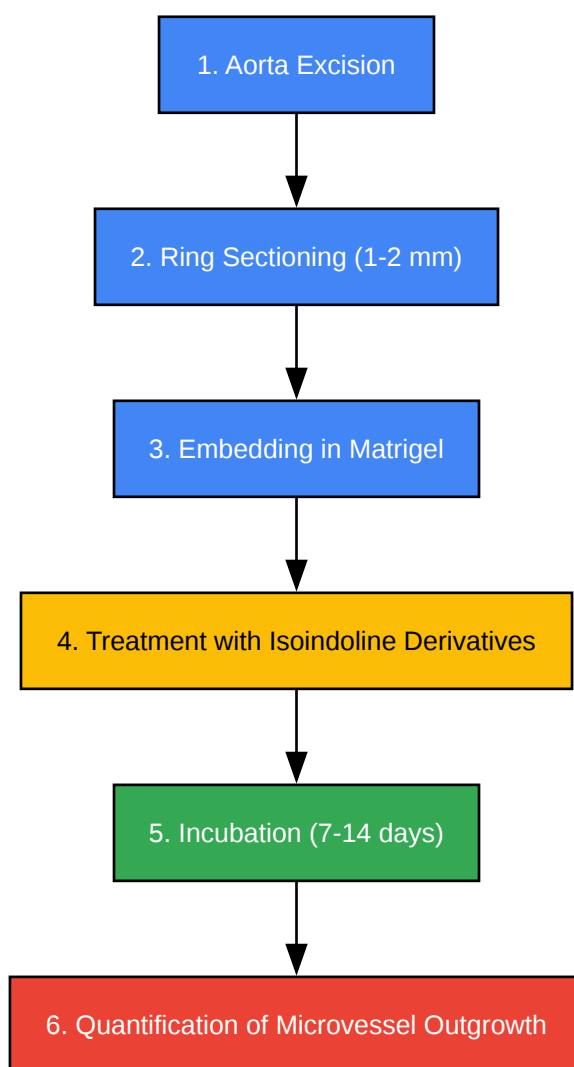 1. Aorta Excision
2. Ring Sectioning (1-2 mm)
3. Embedding in Matrigel
4. Treatment with Isoindoline Derivatives
5. Incubation (7-14 days)
6. Quantification of Microvessel Outgrowth